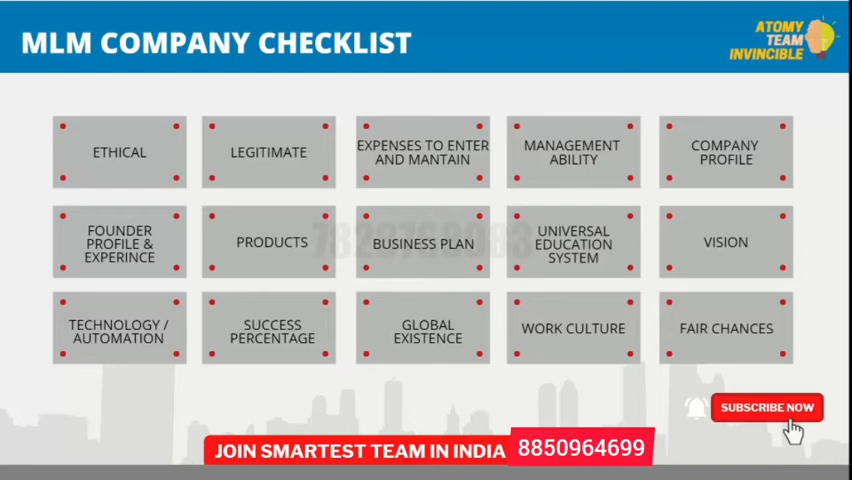 MLM COMPANY CHECKLIST
ATOMY
TEAM
INVINCIBLE
ETHICAL
LEGITIMATE
EXPENSES TO ENTER
AND MANTAIN
MANAGEMENT
ABILITY
COMPANY
PROFILE
FOUNDER
PROFILE &
EXPERINCE
PRODUCTS
BUSINESS PLAN
UNIVERSAL
EDUCATION
SYSTEM
VISION
TECHNOLOGY /
AUTOMATION
SUCCESS
PERCENTAGE
GLOBAL
EXISTENCE
WORK CULTURE
FAIR CHANCES
SUBSCRIBE NOW
JOIN SMARTEST TEAM IN INDIA
8850964699